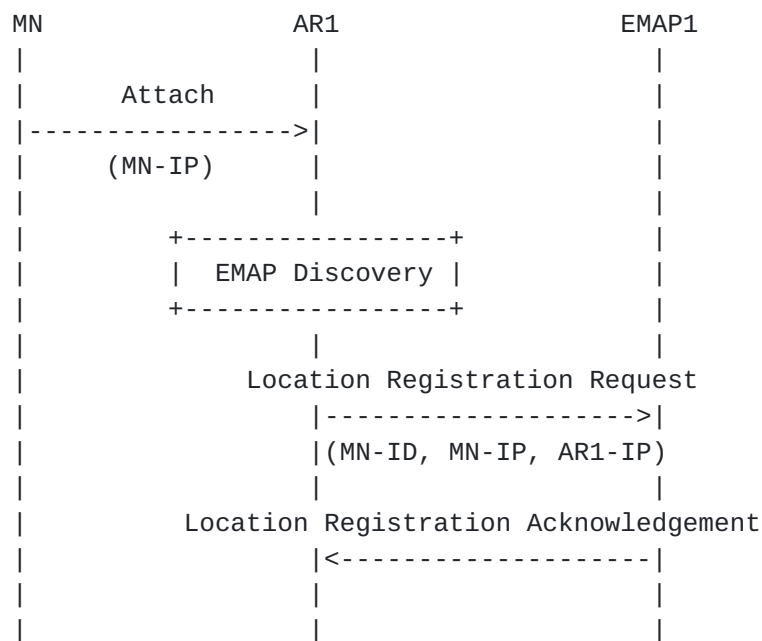 MN AR1 EMAP1
Attach
(MN-IP)
EMAP Discovery
Location Registration Request
(MN-ID, MN-IP, AR1-IP)
Location Registration Acknowledgement